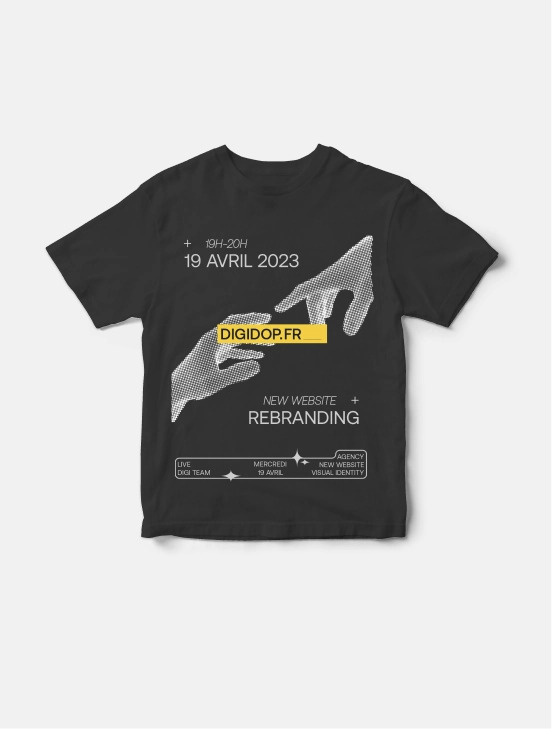 + 19H-20H
19 AVRIL 2023
DIGIDOP.FR__
NEW WEBSITE +
REBRANDING
AGENCY
LIVE MERCREDI NEW WEBSITE
DIGI TEAM 19 AVRIL VISUAL IDENTITY